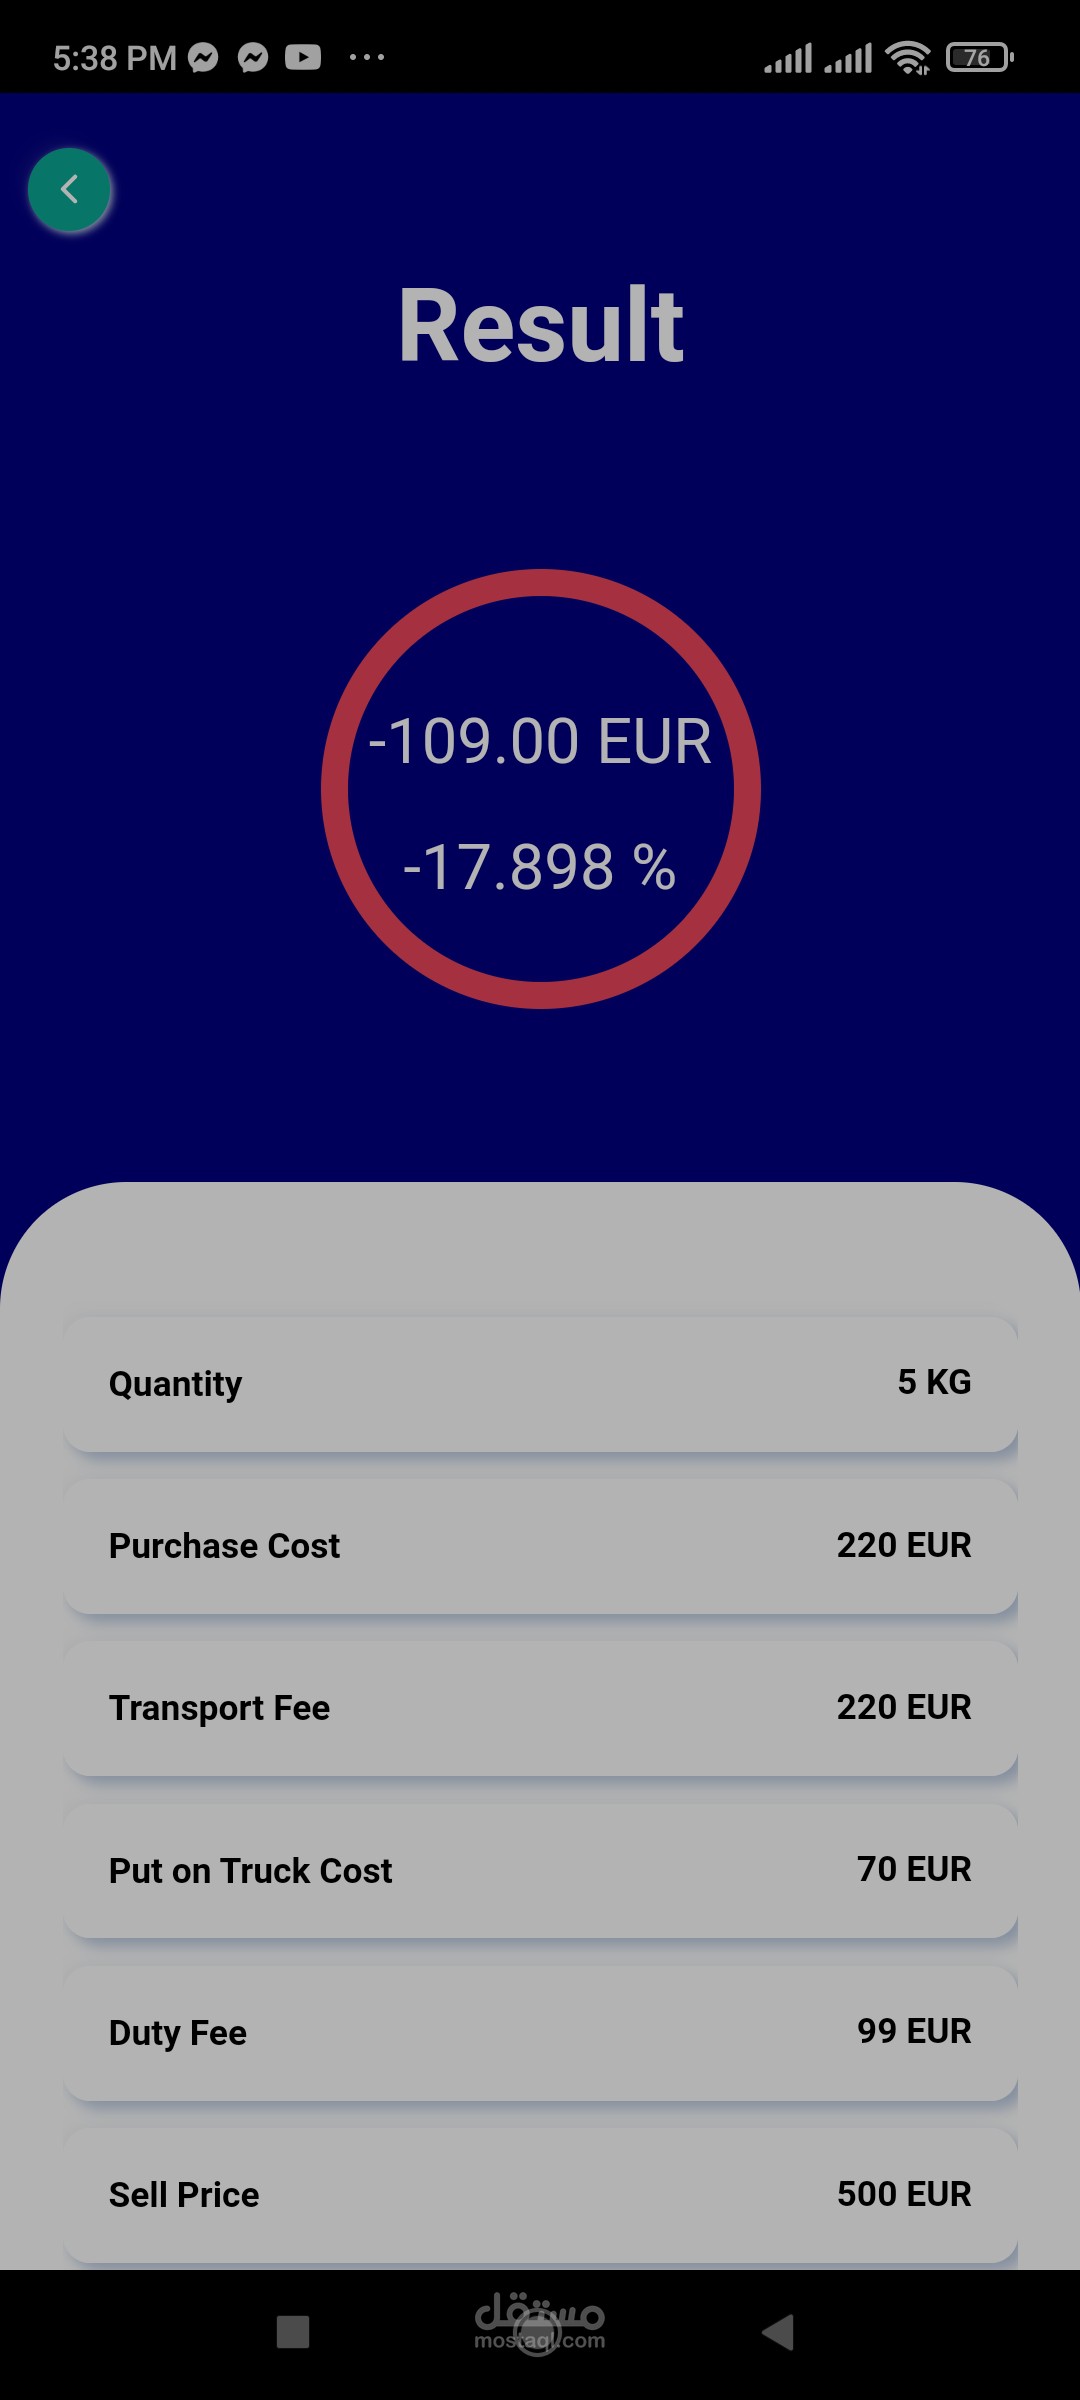 5:38 PM
76
Result
-109.00 EUR
-17.898 %
Quantity 5 KG
Purchase Cost 220 EUR
Transport Fee 220 EUR
Put on Truck Cost 70 EUR
Duty Fee 99 EUR
Sell Price 500 EUR
مستقل
mostaql.com